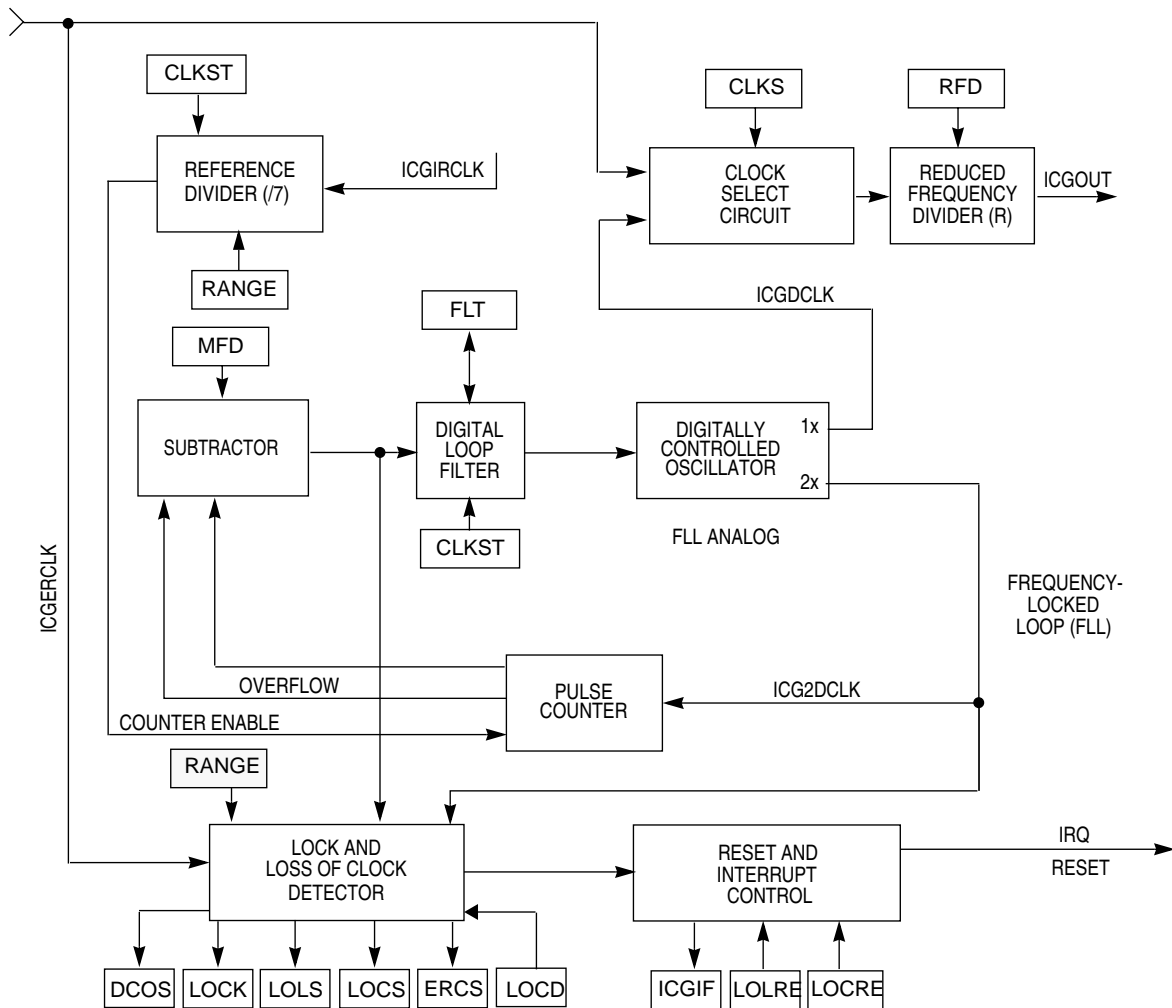 CLKST
CLKS
RFD
REFERENCE
DIVIDER (/7)
ICGIRCLK
CLOCK
SELECT
CIRCUIT
REDUCED
FREQUENCY
DIVIDER (R)
ICGOUT
RANGE
ICGDCLK
FLT
MFD
SUBTRACTOR
DIGITAL
LOOP
FILTER
DIGITALLY
CONTROLLED
OSCILLATOR
1x
2x
CLKST
FLL ANALOG
ICGERCLK
FREQUENCY-
LOCKED
LOOP (FLL)
OVERFLOW
PULSE
COUNTER
ICG2DCLK
COUNTER ENABLE
RANGE
LOCK AND
LOSS OF CLOCK
DETECTOR
RESET AND
INTERRUPT
CONTROL
IRQ
RESET
DCOS
LOCK
LOLS
LOCS
ERCS
LOCD
ICGIF
LOLRE
LOCRE